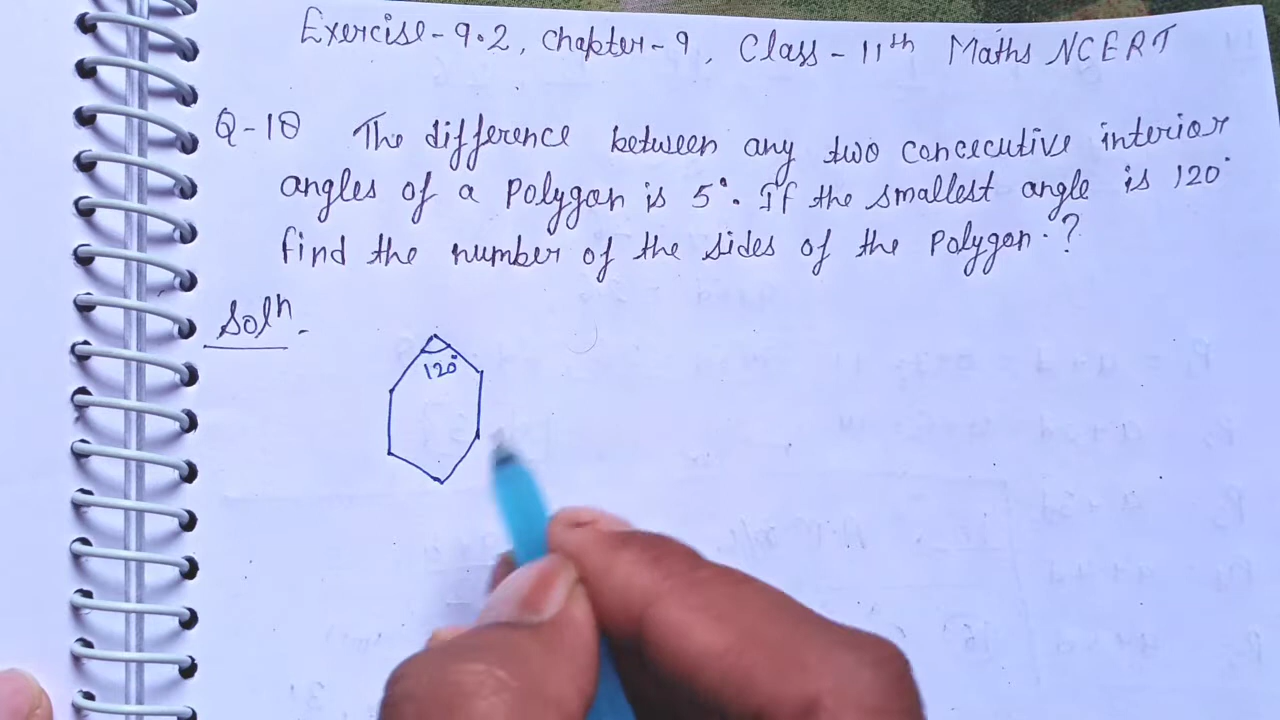 Exercise-9.2, Chapter-9, Class-11th Maths NCERT
Q-18 The difference between any two concecutive interior
angles of a polygon is 5°. If the smallest angle is 120°
find the number of the sides of the polygon.?
Solⁿ.
120°